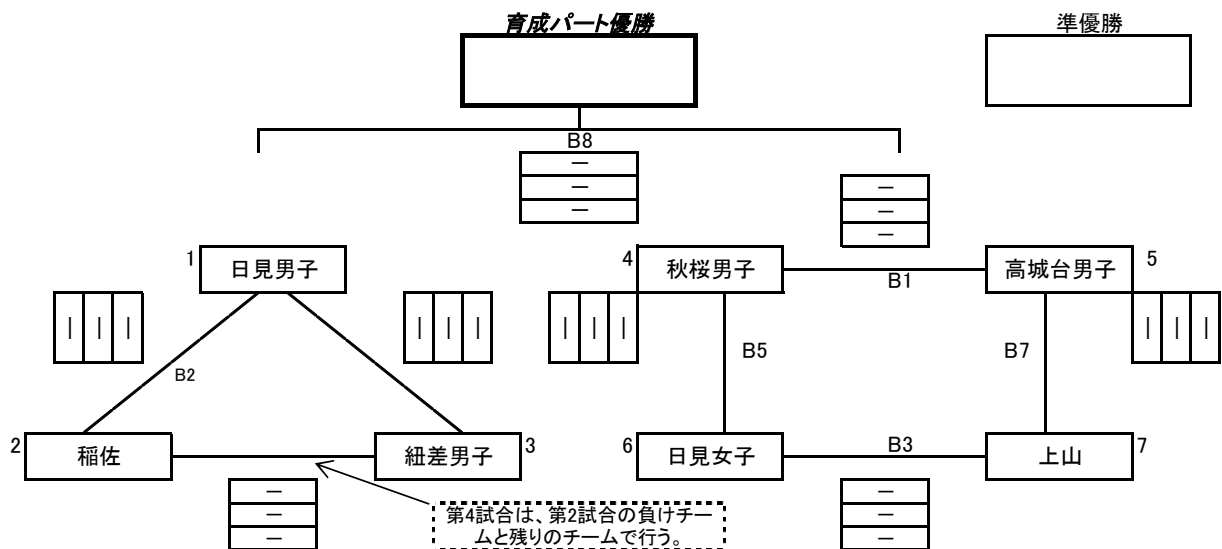 育成パート優勝
準優勝
B8
－
－
－
－
－
－
1
日見男子
4
秋桜男子
B1
高城台男子
5
| | |
| | |
| | |
| | |
B2
B5
B7
2
稲佐
紐差男子
3
6
日見女子
B3
上山
7
－
－
－
第4試合は、第2試合の負けチー
ムと残りのチームで行う。
－
－
－